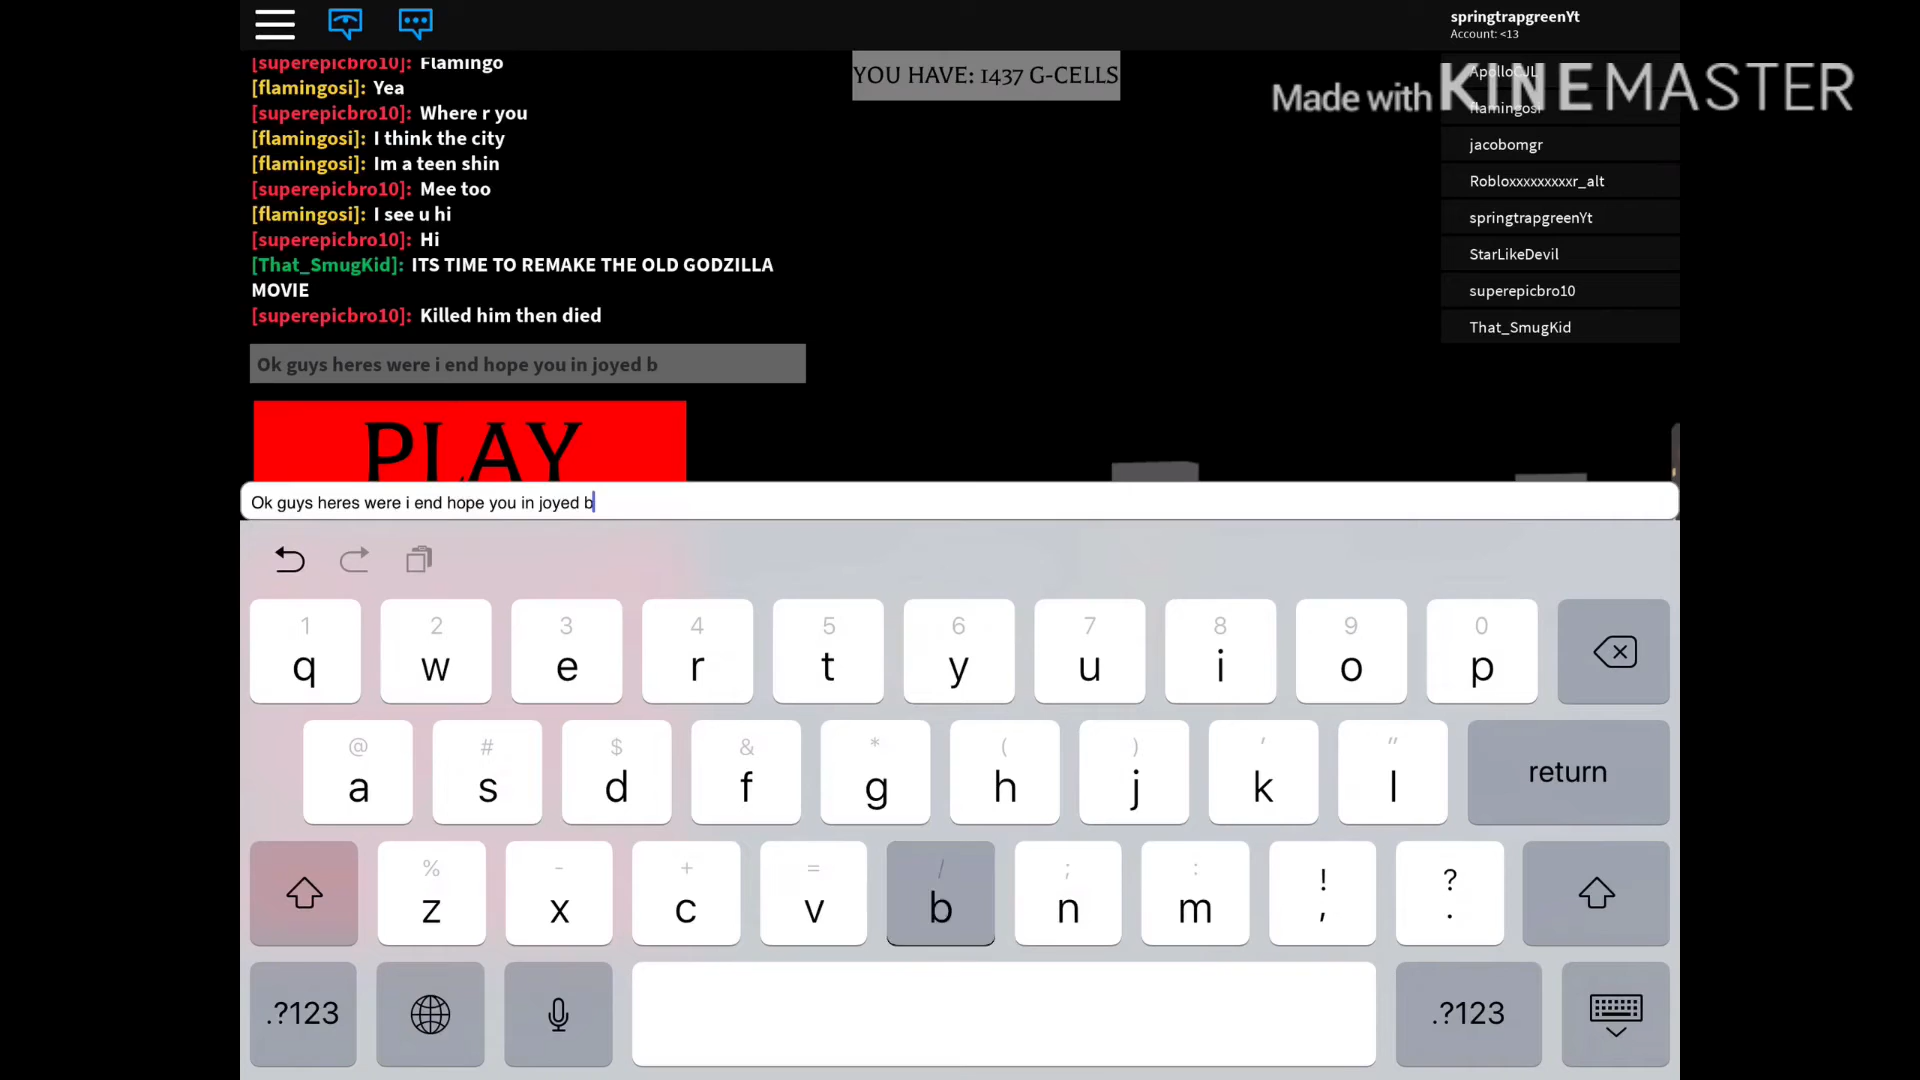 springtrapgreenYt
Account: <13
[superepicbro10]: Flamingo
[flamingosi]: Yea
[superepicbro10]: Where r you
[flamingosi]: I think the city
[flamingosi]: Im a teen shin
[superepicbro10]: Mee too
[flamingosi]: I see u hi
[superepicbro10]: Hi
[That_SmugKid]: ITS TIME TO REMAKE THE OLD GODZILLA
MOVIE
[superepicbro10]: Killed him then died
Ok guys heres were i end hope you in joyed b
YOU HAVE: 1437 G-CELLS
Made with KINEMASTER
ApolloCJL
flamingosi
jacobomgr
Robloxxxxxxxxxr_alt
springtrapgreenYt
StarLikeDevil
superepicbro10
That_SmugKid
PLAY
Ok guys heres were i end hope you in joyed b
1 2 3 4 5 6 7 8 9 0
q w e r t y u i o p
@ # $ & * ( ) ' "
a s d f g h j k l return
% - + = / ; : ! ?
z x c v b n m , .
.?123 .?123